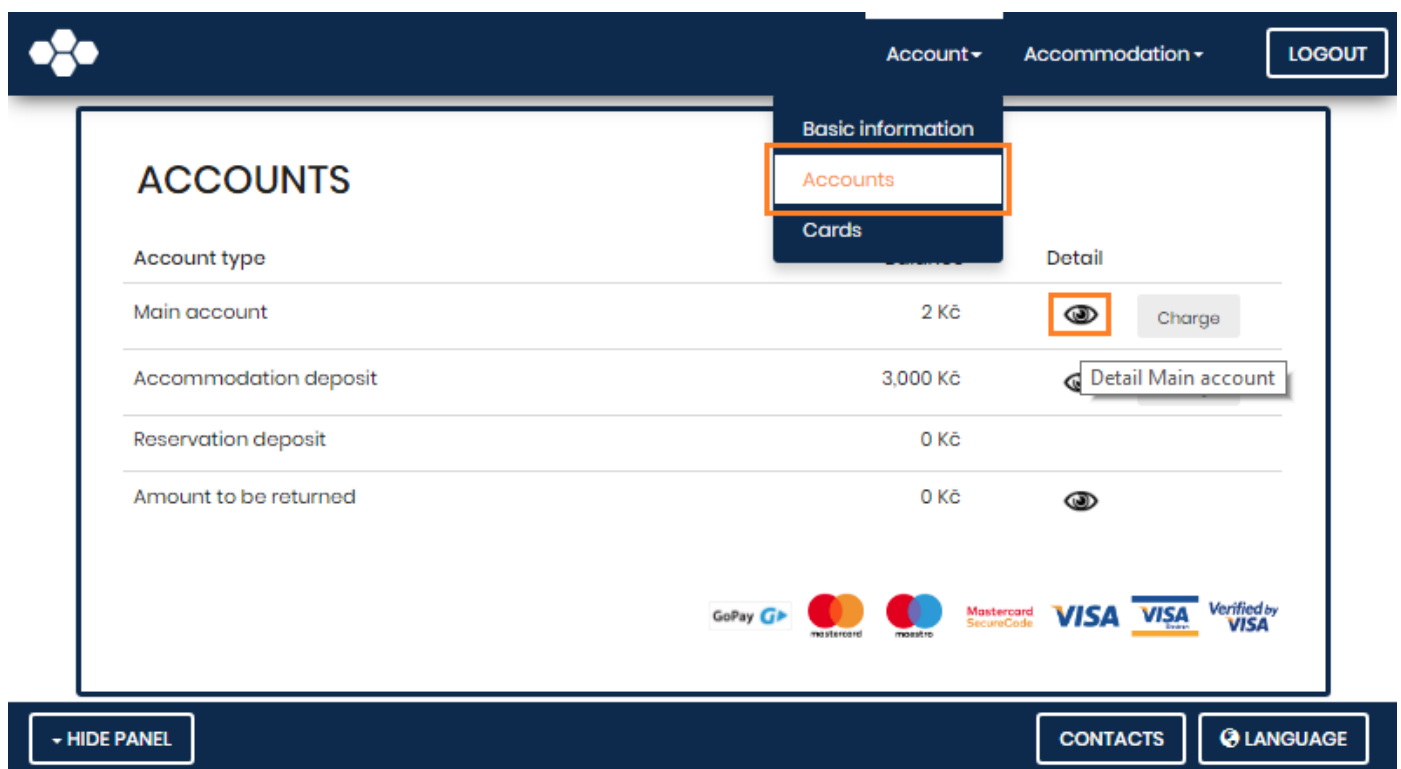 Account
Accommodation
LOGOUT
Basic information
Accounts
Cards
ACCOUNTS
Account type Detail
Main account 2 Kč Charge
Detail Main account
Accommodation deposit 3,000 Kč
Reservation deposit 0 Kč
Amount to be returned 0 Kč
GoPay
mastercard
maestro
Mastercard
SecureCode
VISA
VISA
Verified by
VISA
HIDE PANEL
CONTACTS
LANGUAGE